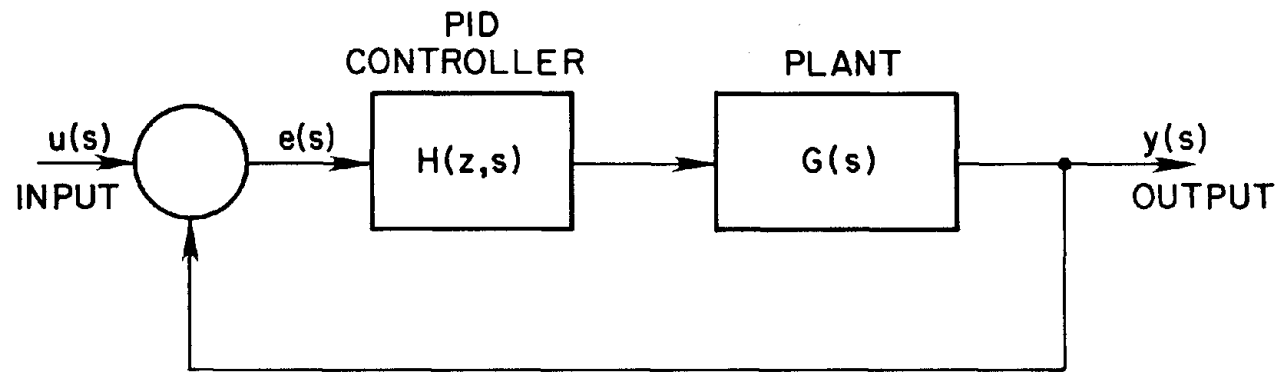 PID
CONTROLLER
PLANT
u(s)
INPUT
e(s)
H(z,s)
G(s)
y(s)
OUTPUT